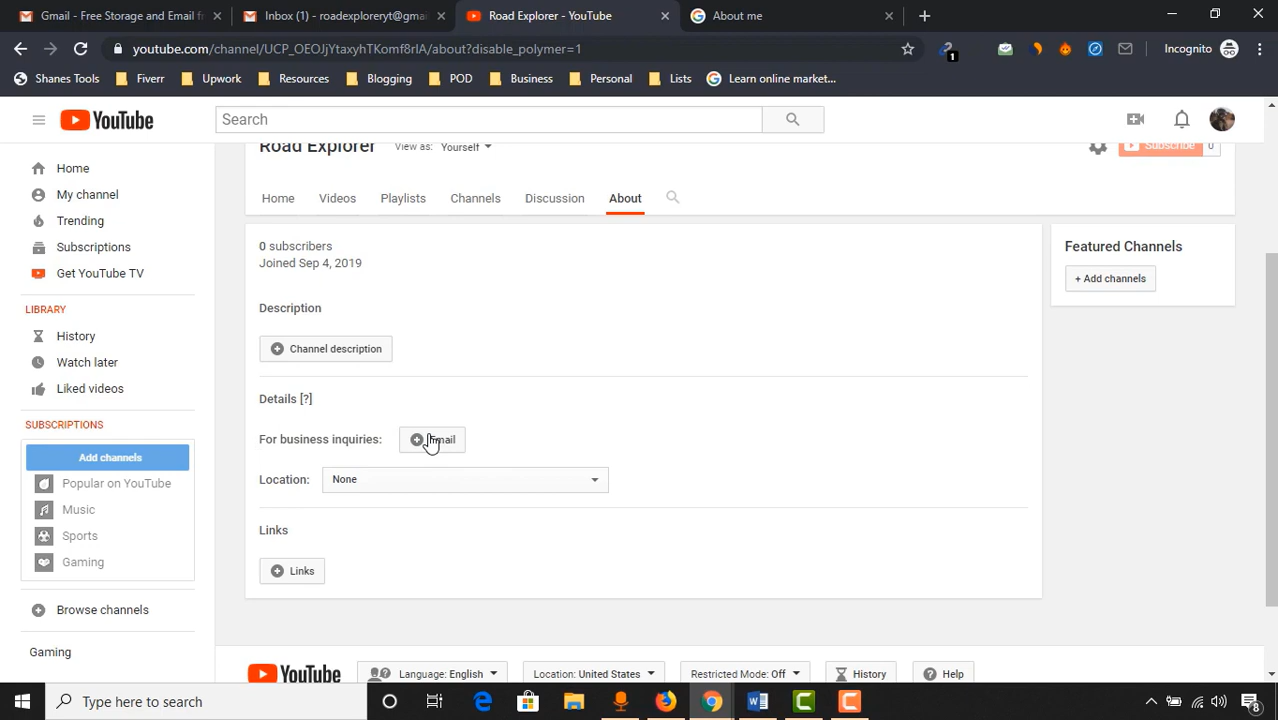 Gmail - Free Storage and Email fr
Inbox (1) - roadexploreryt@gmai
Road Explorer - YouTube
About me
youtube.com/channel/UCP_OEOJjYtaxyhTKomf8rIA/about?disable_polymer=1
1
Incognito
Shanes Tools
Fiverr
Upwork
Resources
Blogging
POD
Business
Personal
Lists
Learn online market...
YouTube
Search
Home
My channel
Trending
Subscriptions
Get YouTube TV
LIBRARY
History
Watch later
Liked videos
SUBSCRIPTIONS
Add channels
Popular on YouTube
Music
Sports
Gaming
Browse channels
Gaming
Road Explorer View as: Yourself
Subscribe 0
Home Videos Playlists Channels Discussion About
0 subscribers
Joined Sep 4, 2019
Description
Channel description
Details [?]
For business inquiries: Email
Location: None
Links
Links
Featured Channels
+ Add channels
YouTube
Language: English
Location: United States
Restricted Mode: Off
History
Help
Type here to search
8